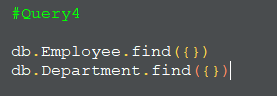 #Query4
db.Employee.find({})
db.Department.find({})